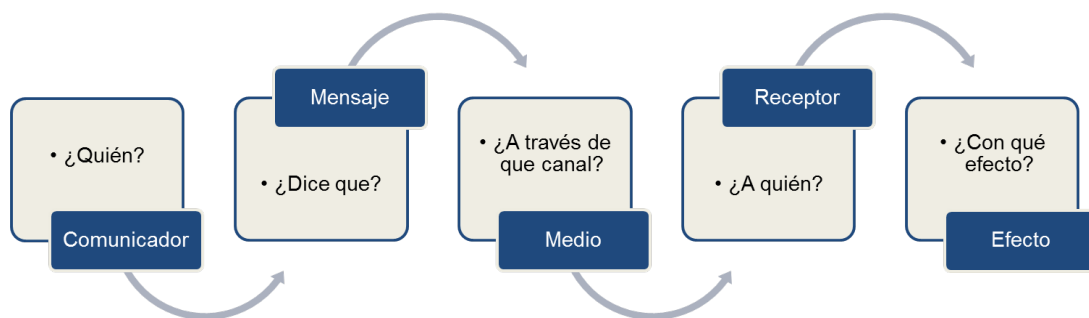 • ¿Quién?
Comunicador
Mensaje
• ¿Dice que?
• ¿A través de
que canal?
Medio
Receptor
• ¿A quién?
• ¿Con qué
efecto?
Efecto